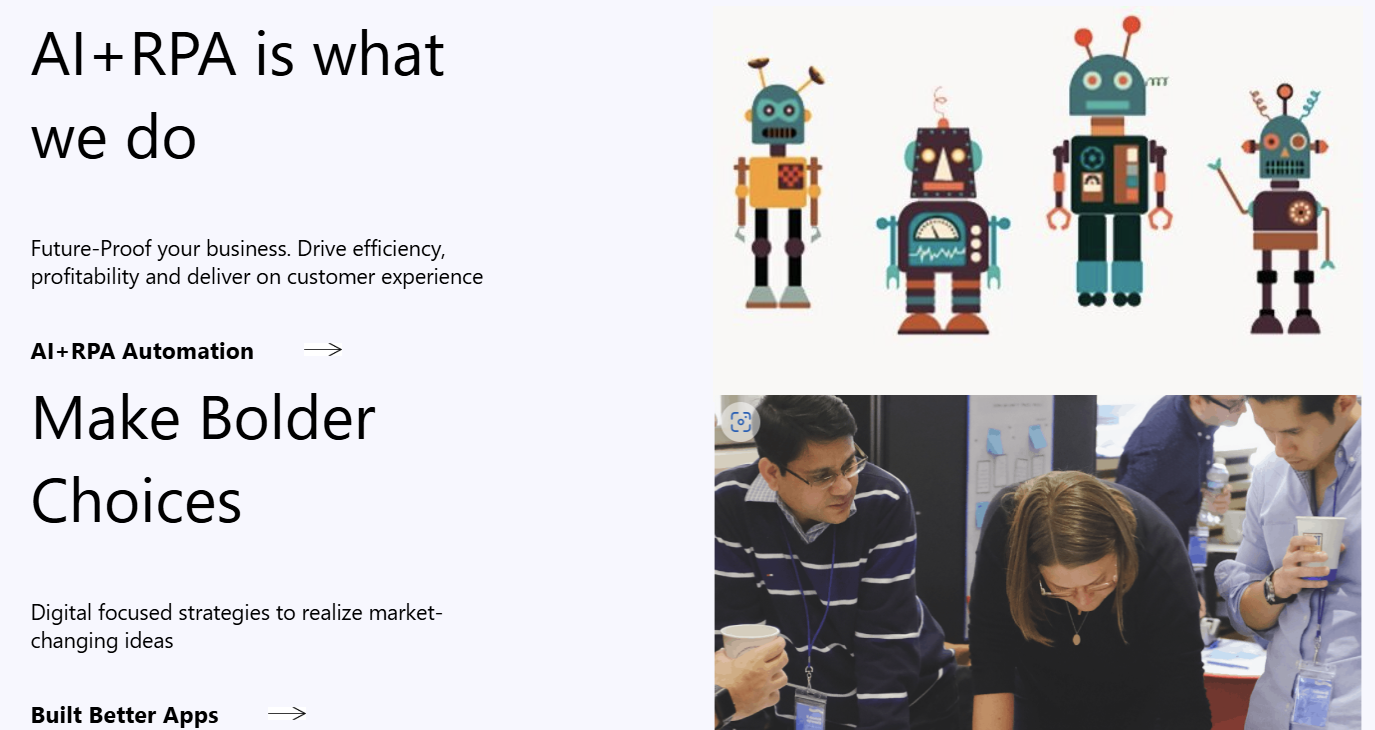 AI+RPA is what
we do
Future-Proof your business. Drive efficiency,
profitability and deliver on customer experience
AI+RPA Automation
Make Bolder
Choices
Digital focused strategies to realize market-
changing ideas
Built Better Apps